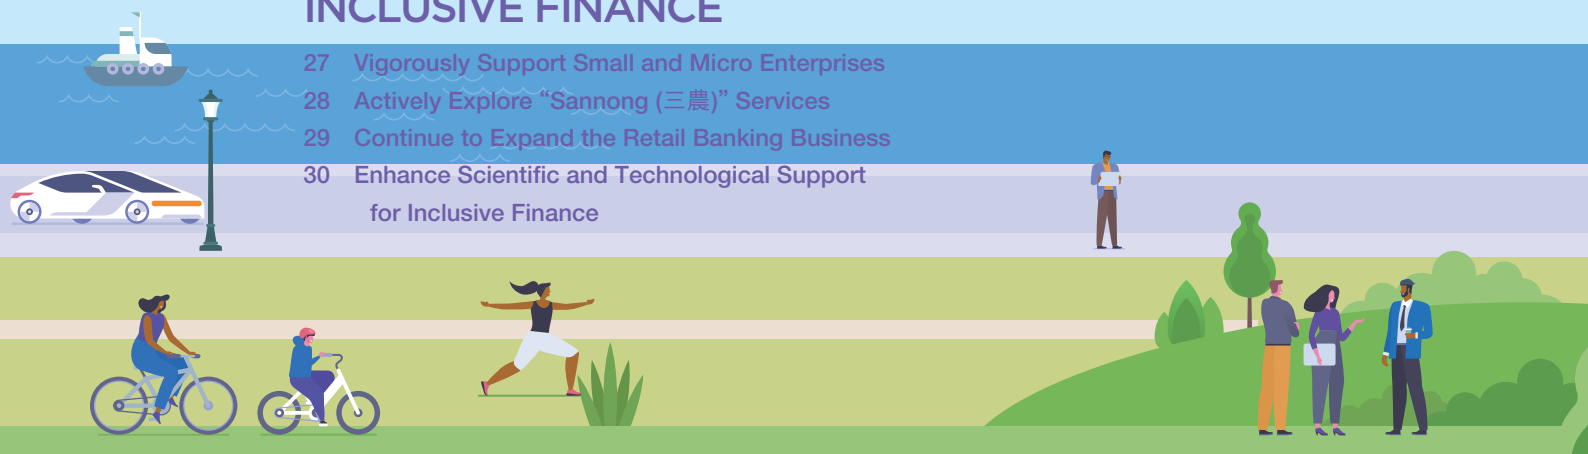 INCLUSIVE FINANCE
27 Vigorously Support Small and Micro Enterprises
28 Actively Explore “Sannong (三農)” Services
29 Continue to Expand the Retail Banking Business
30 Enhance Scientific and Technological Support
for Inclusive Finance